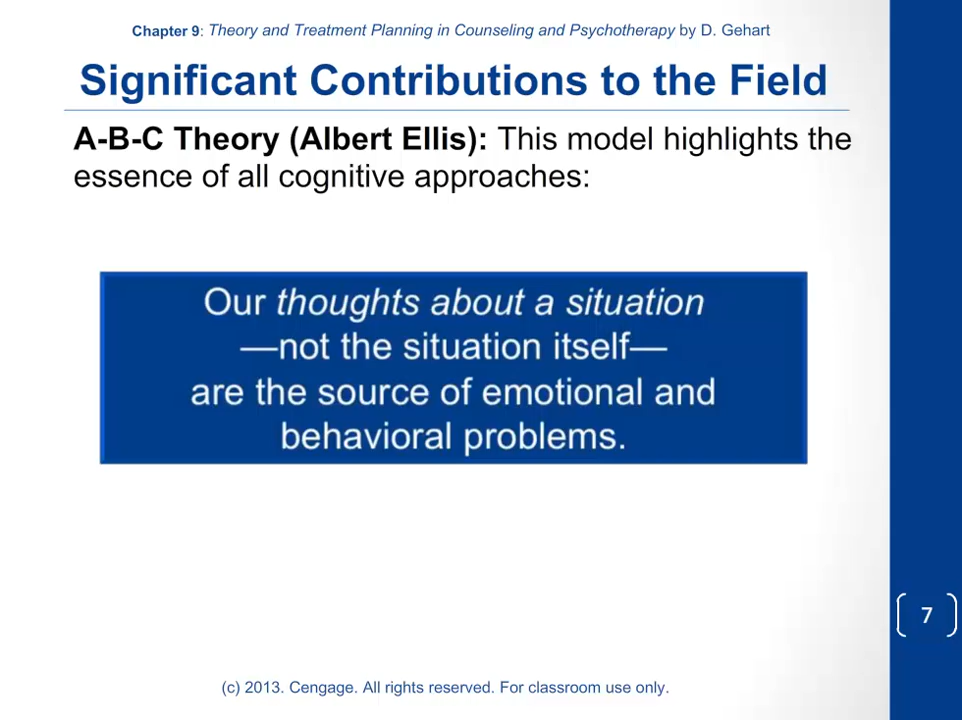 Chapter 9: Theory and Treatment Planning in Counseling and Psychotherapy by D. Gehart
Significant Contributions to the Field
A-B-C Theory (Albert Ellis): This model highlights the
essence of all cognitive approaches:
Our thoughts about a situation
—not the situation itself—
are the source of emotional and
behavioral problems.
7
(c) 2013. Cengage. All rights reserved. For classroom use only.